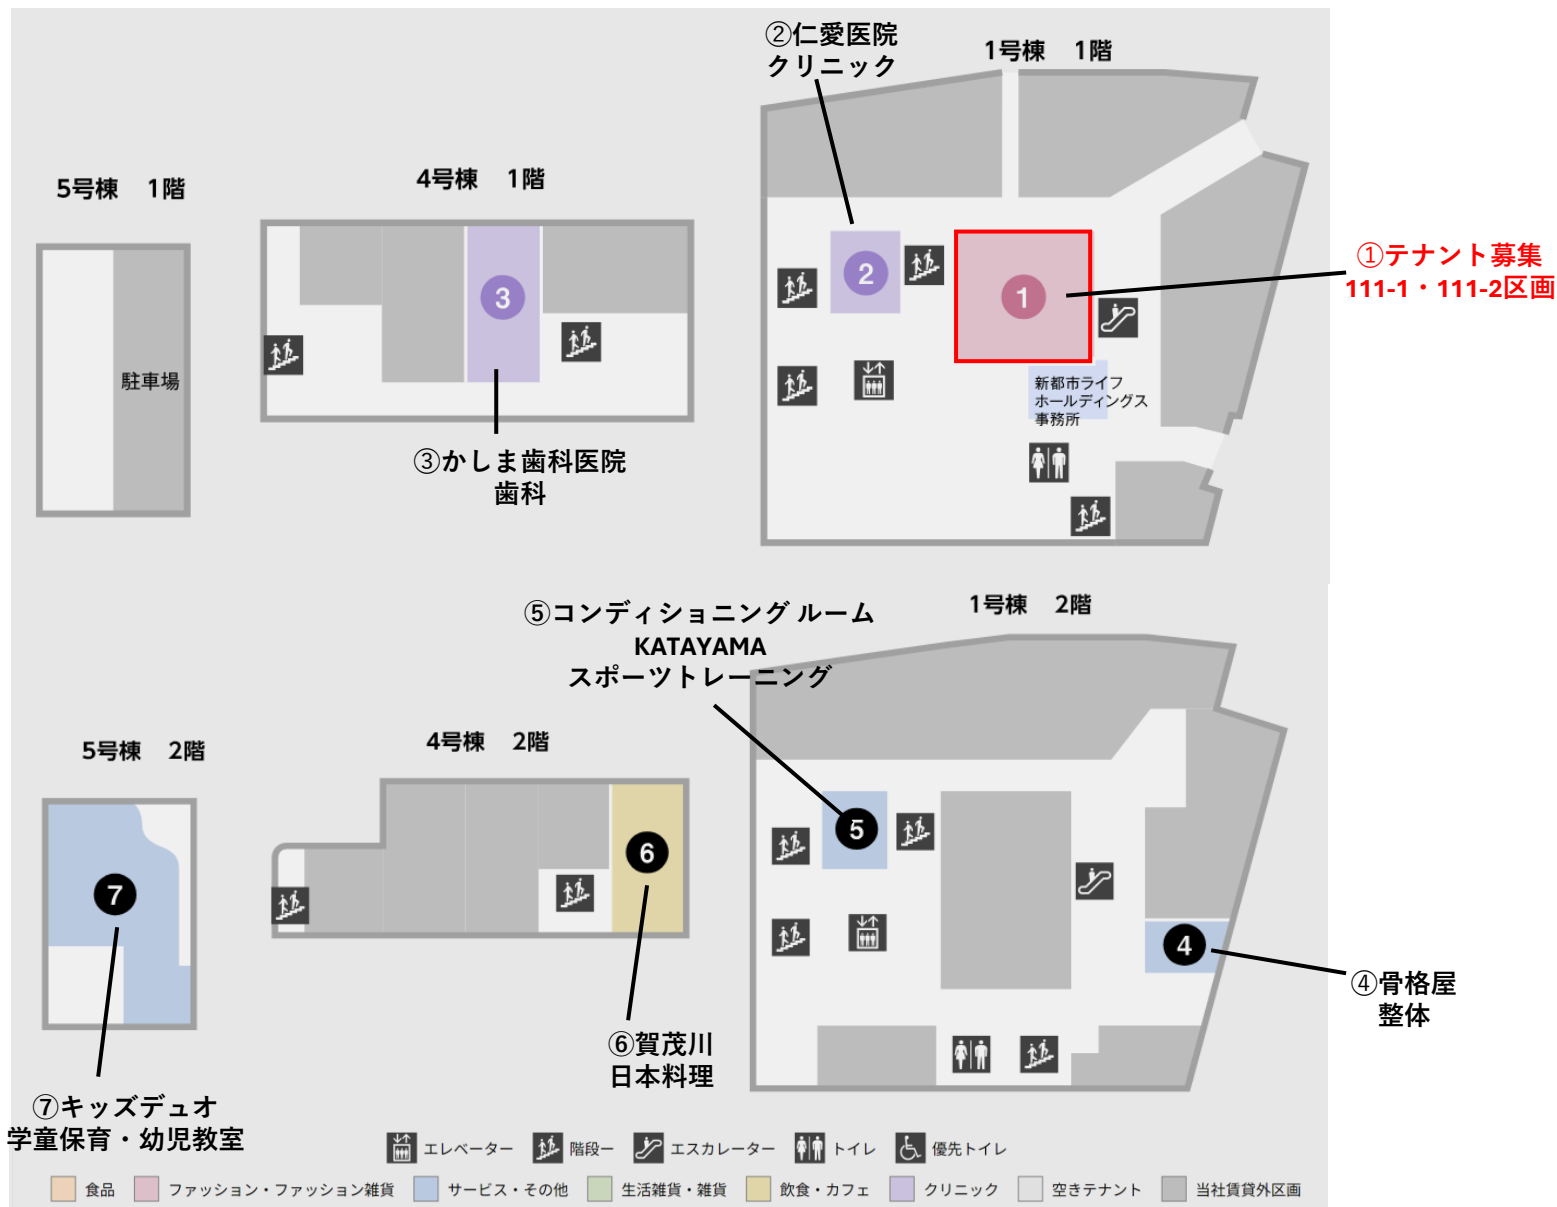 ②仁愛医院
クリニック
1号棟 1階
5号棟 1階
4号棟 1階
①テナント募集
111-1・111-2区画
2
3
1
駐車場
新都市ライフ
ホールディングス
事務所
③かしま歯科医院
歯科
⑤コンディショニング ルーム
KATAYAMA
スポーツトレーニング
1号棟 2階
5号棟 2階
4号棟 2階
5
6
7
4
④骨格屋
整体
⑥賀茂川
日本料理
⑦キッズデュオ
学童保育・幼児教室
エレベーター 階段ー エスカレーター トイレ 優先トイレ
食品 ファッション・ファッション雑貨 サービス・その他 生活雑貨・雑貨 飲食・カフェ クリニック 空きテナント 当社賃貸外区画